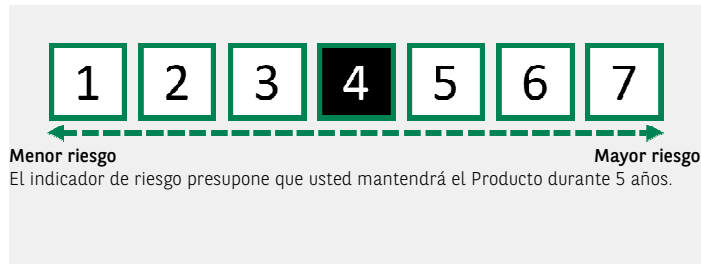 1 2 3 4 5 6 7
Menor riesgo Mayor riesgo
El indicador de riesgo presupone que usted mantendrá el Producto durante 5 años.